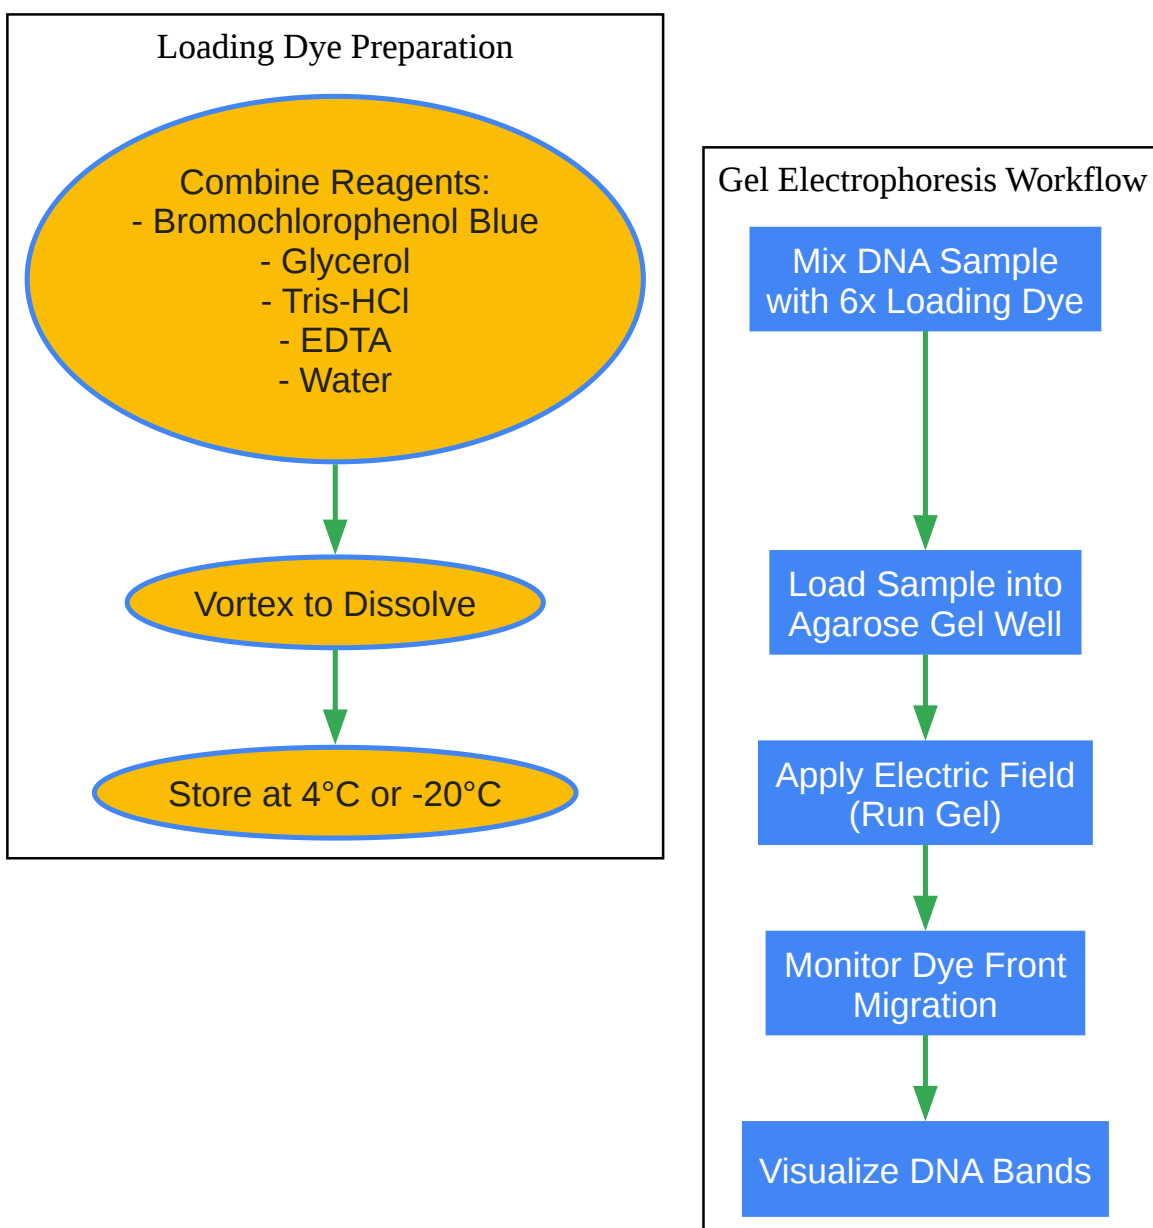 Loading Dye Preparation
Combine Reagents:
- Bromochlorophenol Blue
- Glycerol
- Tris-HCl
- EDTA
- Water
Vortex to Dissolve
Store at 4°C or -20°C
Gel Electrophoresis Workflow
Mix DNA Sample
with 6x Loading Dye
Load Sample into
Agarose Gel Well
Apply Electric Field
(Run Gel)
Monitor Dye Front
Migration
Visualize DNA Bands